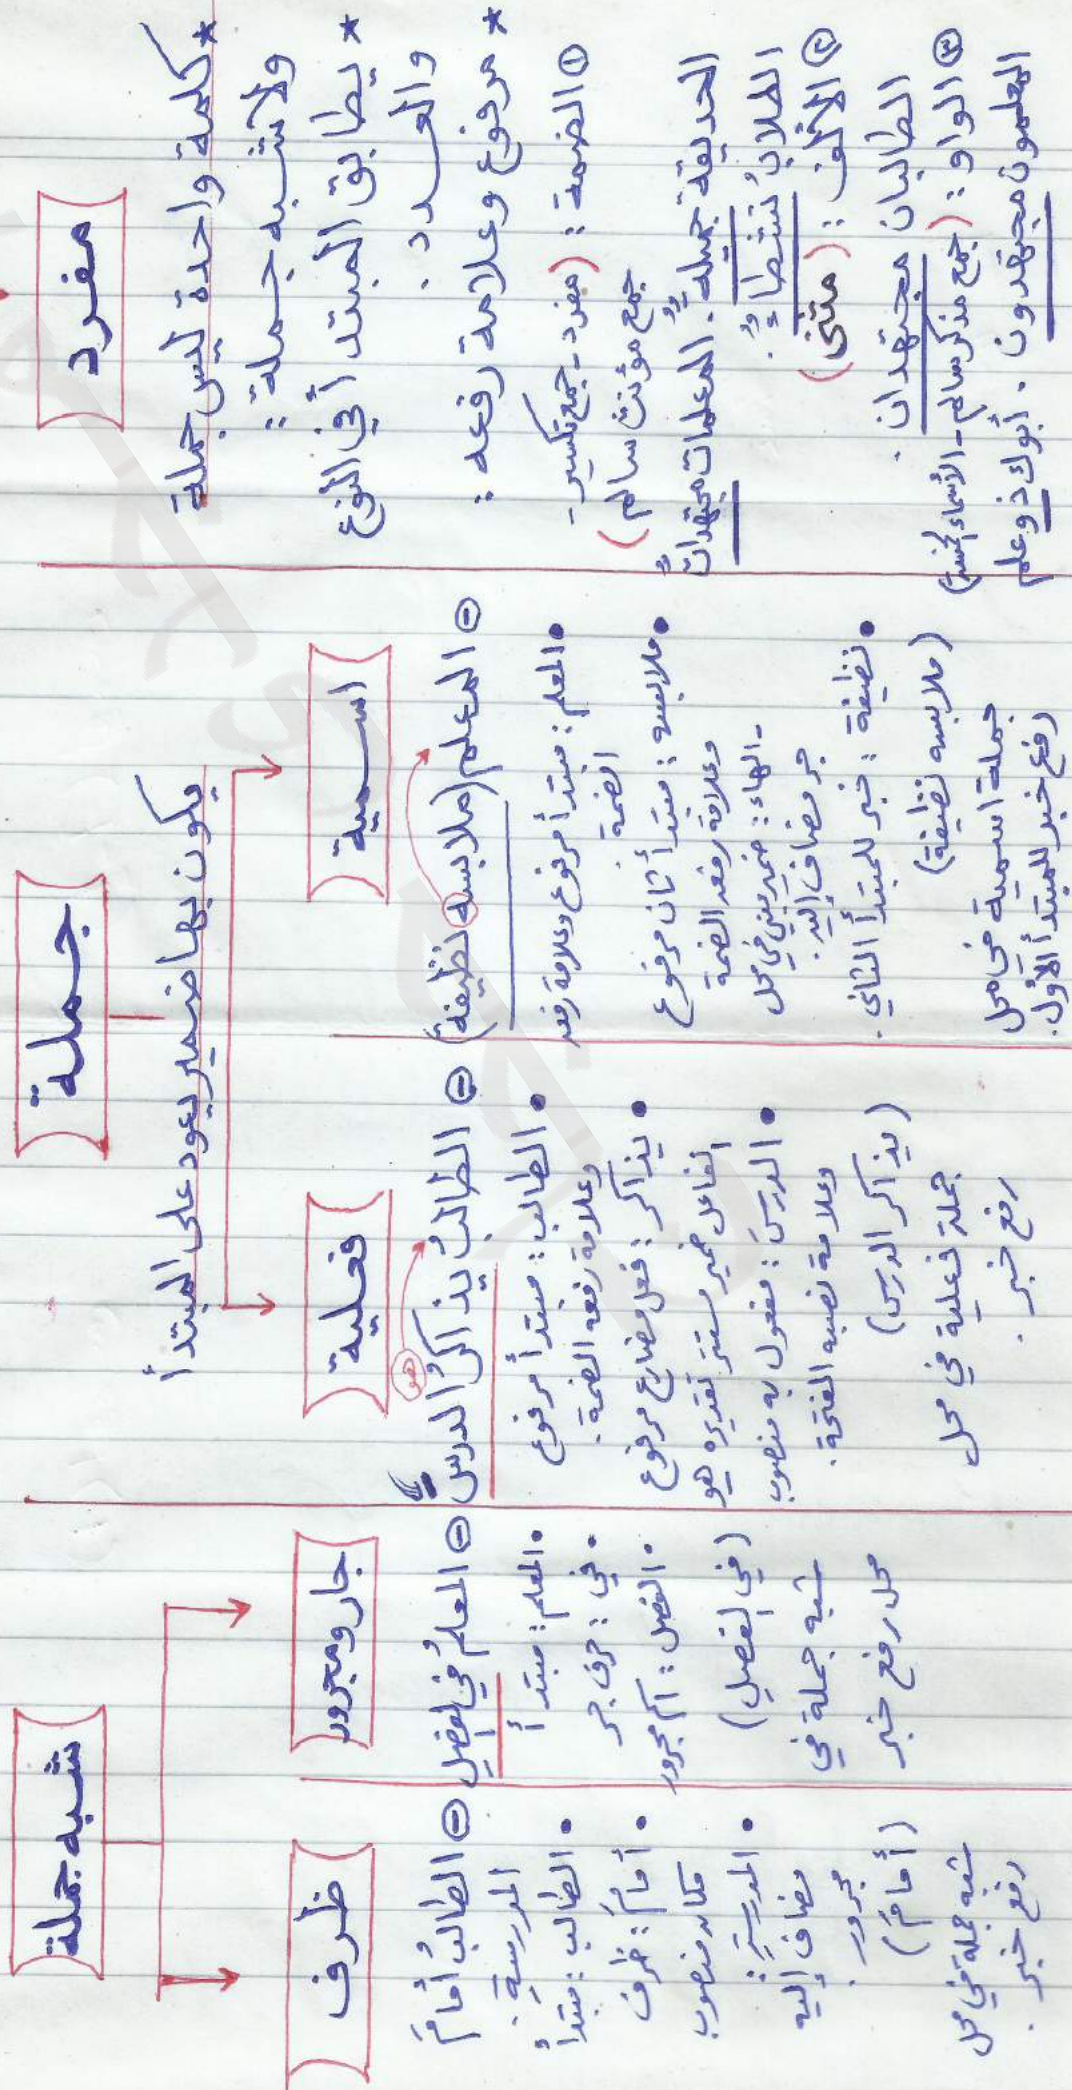 مفرد
* كلمة واحدة ليس جملة
ولا شبه جملة :
* يطابق المبتدأ في النوع
والعدد .
* مرفوع وعلامة رفعه :
① الضمة : (مفرد - جمع تكسير -
جمع مؤنث سالم)
الحديقة جميلةٌ . المعلمات مجتهداتٌ
الطلابُ نشطاءٌ .
② الألف : (مثنى)
الطالبان مجتهدان .
③ الواو : (جمع مذكر سالم - الأسماء الخمسة)
المعلمون مجتهدون . أبوك ذو علم
جملة
يكون بها ضمير يعود على المبتدأ
اسمية
المعلم (ملابسه نظيفة)
• المعلم : مبتدأ مرفوع وعلامة رفعه
الضمة
• ملابسه : مبتدأ ثان مرفوع
وعلامة رفعه الضمة
- الهاء : ضمير مبني في محل
جر مضاف إليه .
• نظيفة : خبر للمبتدأ الثاني .
(ملابسه نظيفة)
جملة اسمية في محل
رفع خبر للمبتدأ الأول .
فعلية
هو
الطالبُ يذاكرُ الدرسَ
• الطالب : مبتدأ مرفوع
وعلامة رفعه الضمة .
• يذاكر : فعل مضارع مرفوع
الفاعل ضمير مستتر تقديره هو
• الدرسَ : مفعول به منصوب
وعلامة نصبه الفتحة .
(يذاكر الدرس)
جملة فعلية في محل
رفع خبر .
شبه جملة
جار ومجرور
المعلمُ في الفصلِ
• المعلم : مبتدأ
• في : حرف جر
• الفصل : اسم مجرور
(في الفصلِ)
شبه جملة في
محل رفع خبر
ظرف
الطالبُ أمامَ
المدرسةِ
• الطالب : مبتدأ
• أمامَ : ظرف
مكان منصوب
• المدرسةِ :
مضاف إليه
مجرور .
(أمامَ)
شبه جملة في محل
رفع خبر .